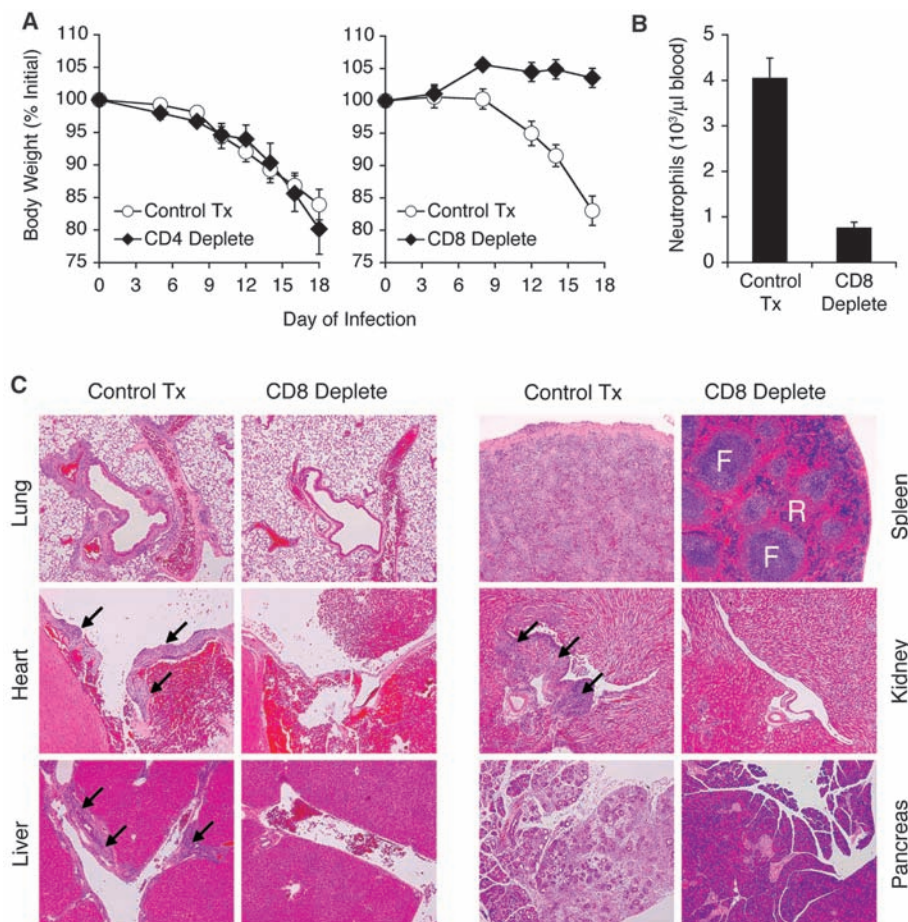 A
Body Weight (% Initial)
110
105
100
95
90
85
80
75
Control Tx
CD4 Deplete
0 3 6 9 12 15 18
110
105
100
95
90
85
80
75
Control Tx
CD8 Deplete
0 3 6 9 12 15 18
Day of Infection
B
Neutrophils (10³/μl blood)
5
4
3
2
1
0
Control
Tx
CD8
Deplete
C
Control Tx
CD8 Deplete
Control Tx
CD8 Deplete
Lung
F
R
F
Spleen
Heart
Kidney
Liver
Pancreas